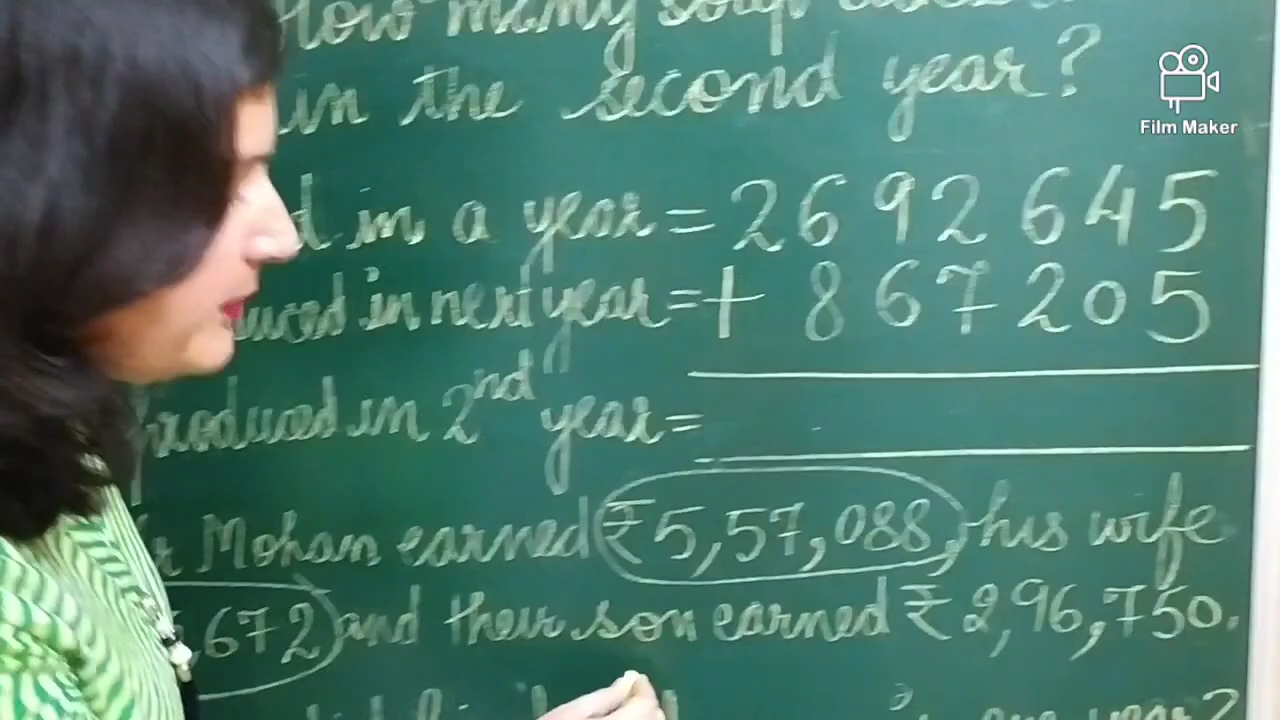 How many soap
in the second year?
Film Maker
in a year = 2692645
in next year = + 867205
produced in 2nd year =
Mohan earned ₹5,57,088, his wife
,672 and their son earned ₹2,96,750.
year?